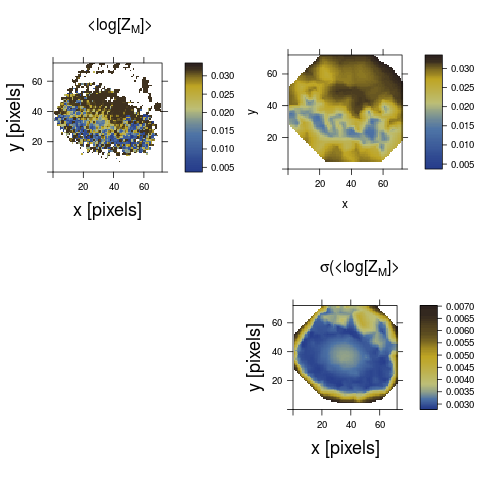 <log[Z_M]>
60
40
20
20 40 60
x [pixels]
y [pixels]
0.030
0.025
0.020
0.015
0.010
0.005
60
40
20
20 40 60
x
y
0.030
0.025
0.020
0.015
0.010
0.005
σ(<log[Z_M]>
60
40
20
20 40 60
x [pixels]
y [pixels]
0.0070
0.0065
0.0060
0.0055
0.0050
0.0045
0.0040
0.0035
0.0030